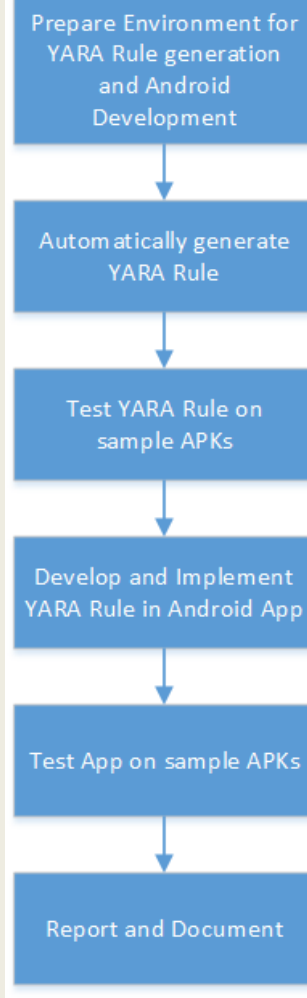 Prepare Environment for
YARA Rule generation
and Android
Development
Automatically generate
YARA Rule
Test YARA Rule on
sample APKs
Develop and Implement
YARA Rule in Android App
Test App on sample APKs
Report and Document